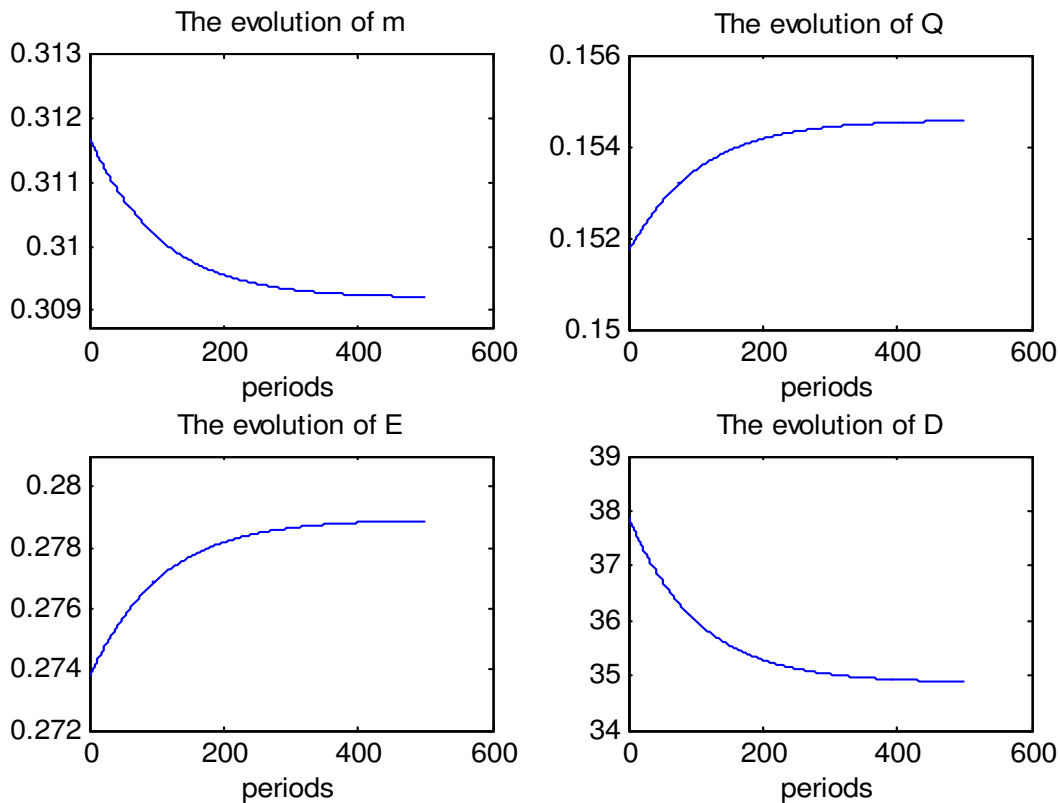 The evolution of m
0.313
0.312
0.311
0.31
0.309
0 200 400 600
periods
The evolution of Q
0.156
0.154
0.152
0.15
0 200 400 600
periods
The evolution of E
0.28
0.278
0.276
0.274
0.272
0 200 400 600
periods
The evolution of D
39
38
37
36
35
34
0 200 400 600
periods